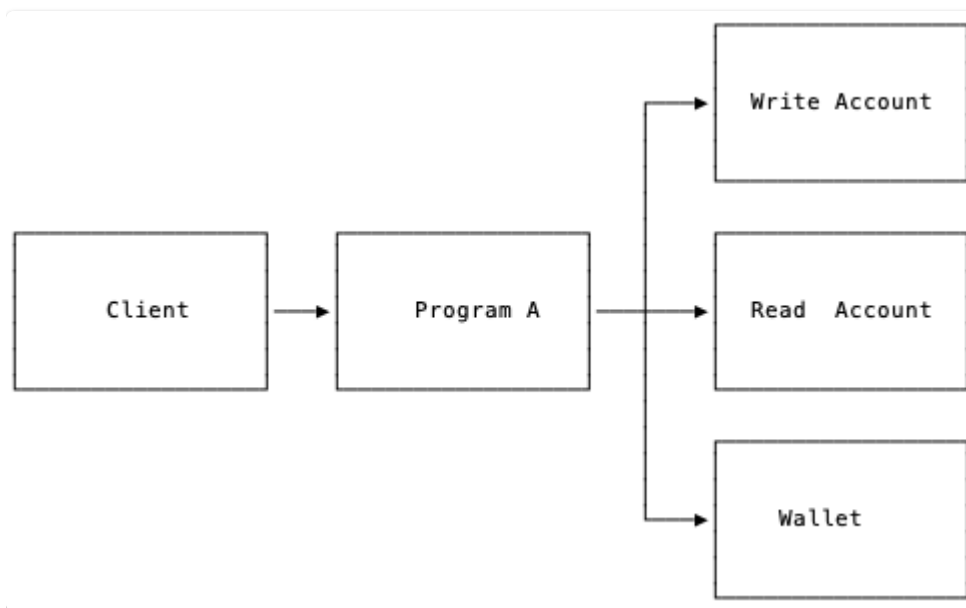 Write Account
Client
Program A
Read  Account
Wallet